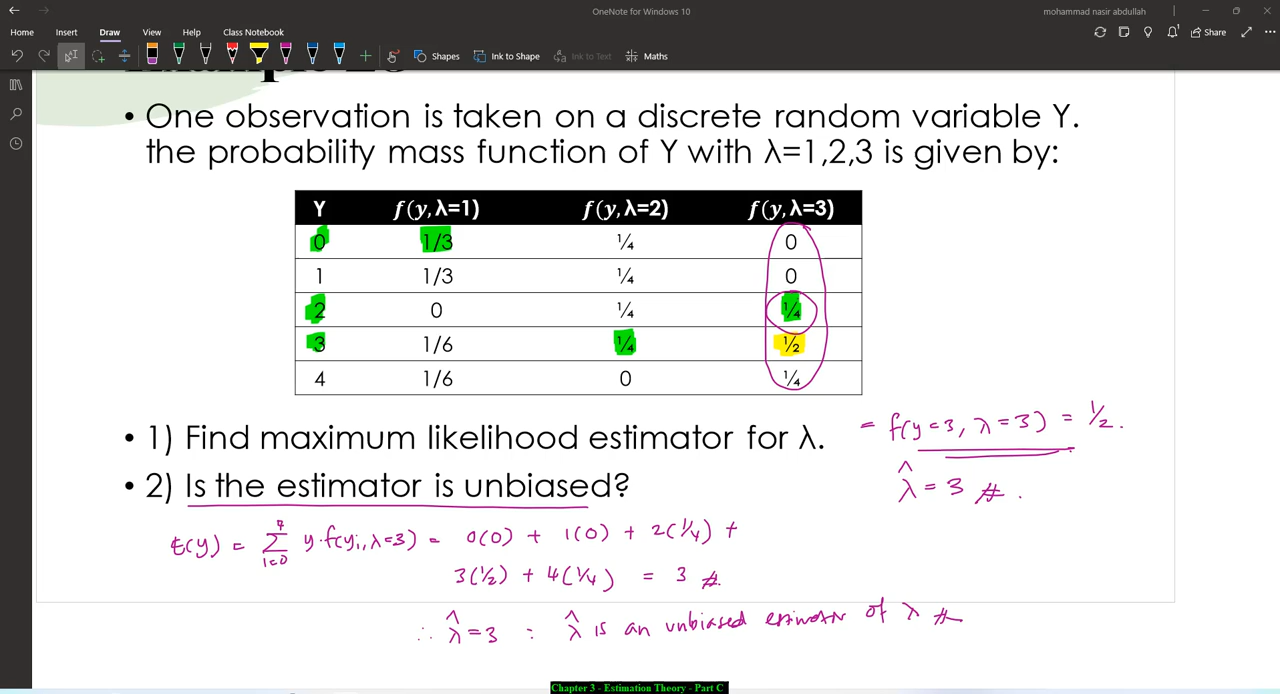 OneNote for Windows 10
mohammad nasir abdullah
Home Insert Draw View Help Class Notebook
Share
Shapes Ink to Shape Ink to Text Maths
• One observation is taken on a discrete random variable Y.
the probability mass function of Y with λ=1,2,3 is given by:
Y f(y,λ=1) f(y,λ=2) f(y,λ=3)
0 1/3 ¼ 0
1 1/3 ¼ 0
2 0 ¼ ¼
3 1/6 ¼ ½
4 1/6 0 ¼
• 1) Find maximum likelihood estimator for λ.
= f(y=3, λ=3) = 1/2.
• 2) Is the estimator is unbiased?
λ̂ = 3 #.
E(y) = Σ y·f(yi, λ=3) = 0(0) + 1(0) + 2(1/4) +
i=0
3(1/2) + 4(1/4) = 3 #.
∴ λ̂ = 3 : λ̂ is an unbiased estimator of λ #
Chapter 3 - Estimation Theory - Part C